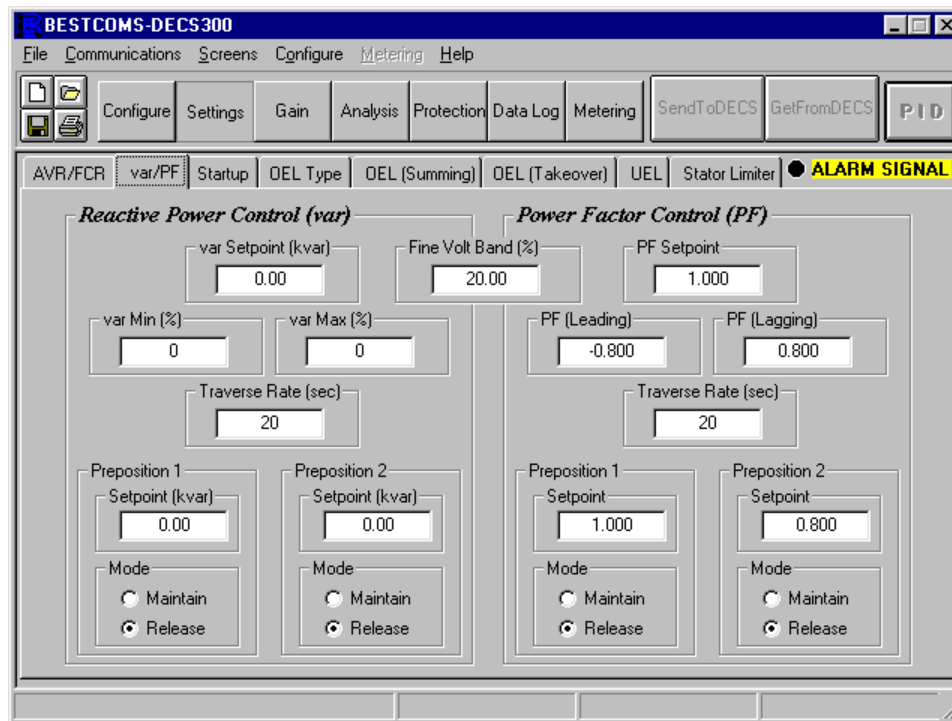 BESTCOMS-DECS300
File Communications Screens Configure Metering Help
Configure Settings Gain Analysis Protection Data Log Metering SendToDECS GetFromDECS PID
AVR/FCR var/PF Startup OEL Type OEL (Summing) OEL (Takeover) UEL Stator Limiter ALARM SIGNAL
Reactive Power Control (var) Power Factor Control (PF)
var Setpoint (kvar) Fine Volt Band (%) PF Setpoint
0.00 20.00 1.000
var Min (%) var Max (%) PF (Leading) PF (Lagging)
0 0 -0.800 0.800
Traverse Rate (sec) Traverse Rate (sec)
20 20
Preposition 1 Preposition 2 Preposition 1 Preposition 2
Setpoint (kvar) Setpoint (kvar) Setpoint Setpoint
0.00 0.00 1.000 0.800
Mode Mode Mode Mode
Maintain Maintain Maintain Maintain
Release Release Release Release